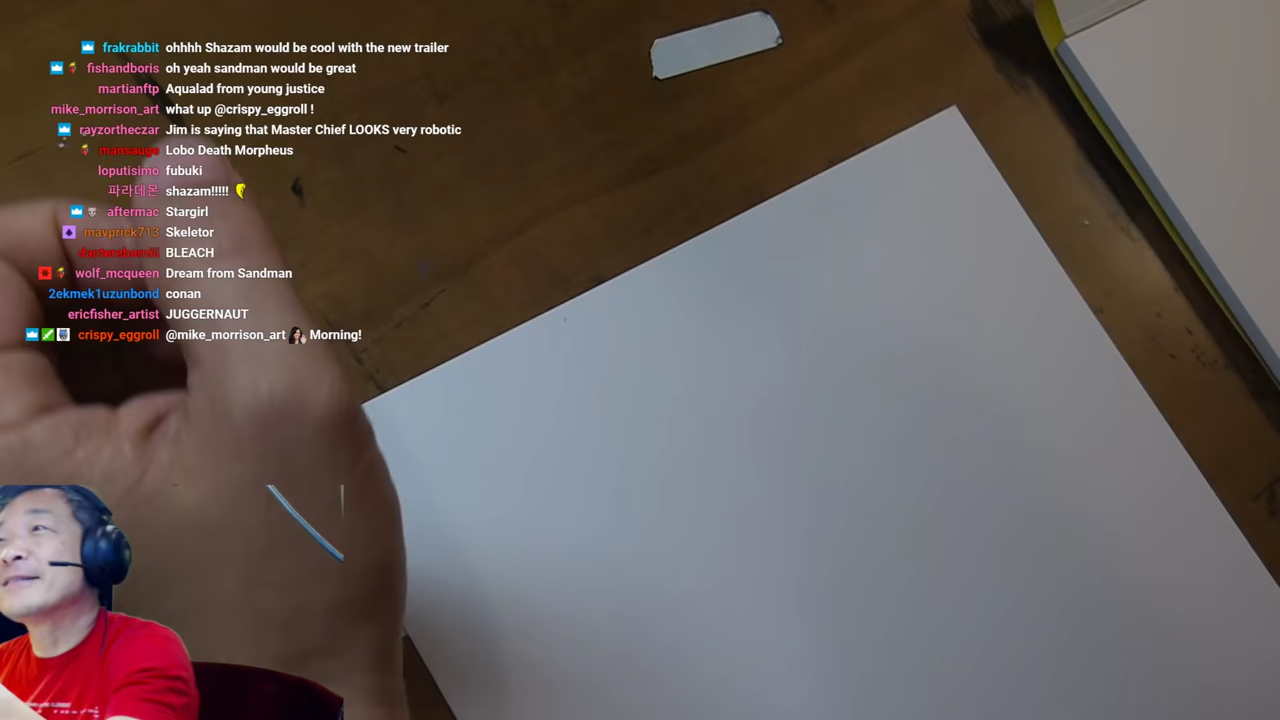 frakrabbit ohhhh Shazam would be cool with the new trailer
fishandboris oh yeah sandman would be great
martianftp Aqualad from young justice
mike_morrison_art what up @crispy_eggroll !
rayzortheczar Jim is saying that Master Chief LOOKS very robotic
mansauge Lobo Death Morpheus
loputisimo fubuki
파라데몬 shazam!!!!!
aftermac Stargirl
mavprick713 Skeletor
BLEACH
wolf_mcqueen Dream from Sandman
2ekmek1uzunbond conan
ericfisher_artist JUGGERNAUT
crispy_eggroll @mike_morrison_art Morning!